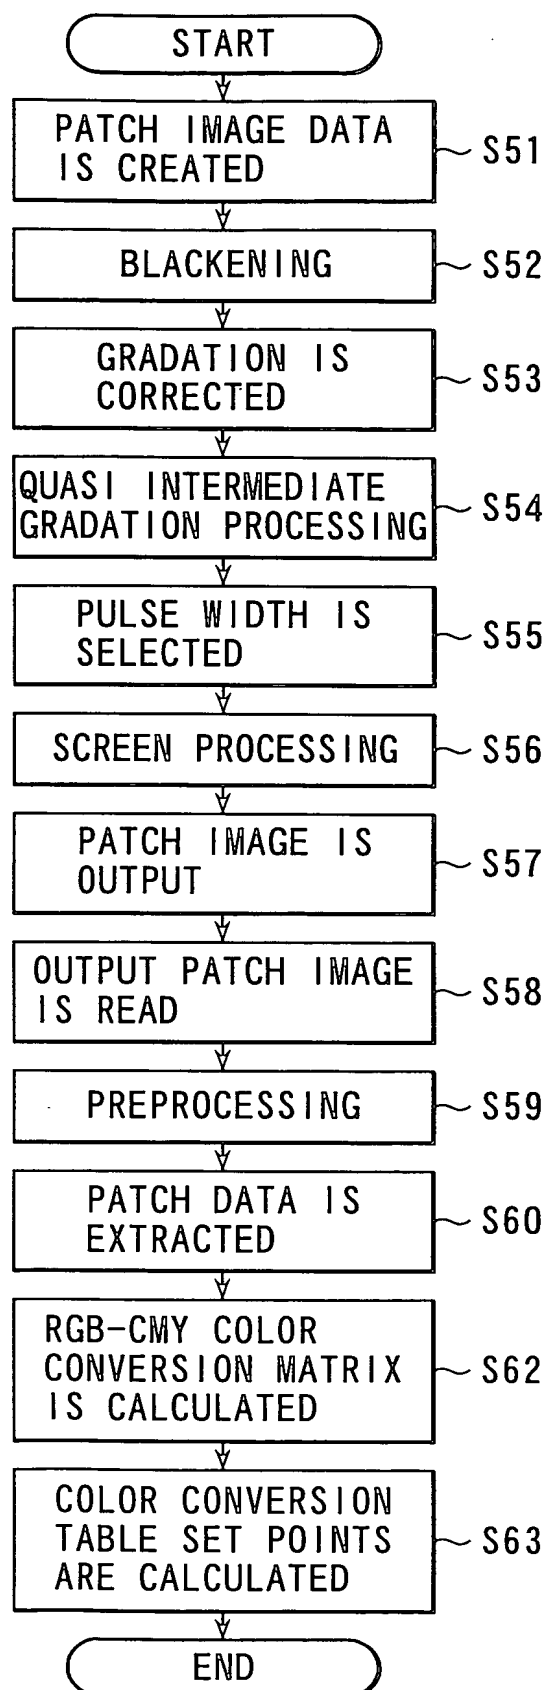 START
PATCH IMAGE DATA
IS CREATED
S51
BLACKENING
S52
GRADATION IS
CORRECTED
S53
QUASI INTERMEDIATE
GRADATION PROCESSING
S54
PULSE WIDTH IS
SELECTED
S55
SCREEN PROCESSING
S56
PATCH IMAGE IS
OUTPUT
S57
OUTPUT PATCH IMAGE
IS READ
S58
PREPROCESSING
S59
PATCH DATA IS
EXTRACTED
S60
RGB-CMY COLOR
CONVERSION MATRIX
IS CALCULATED
S62
COLOR CONVERSION
TABLE SET POINTS
ARE CALCULATED
S63
END